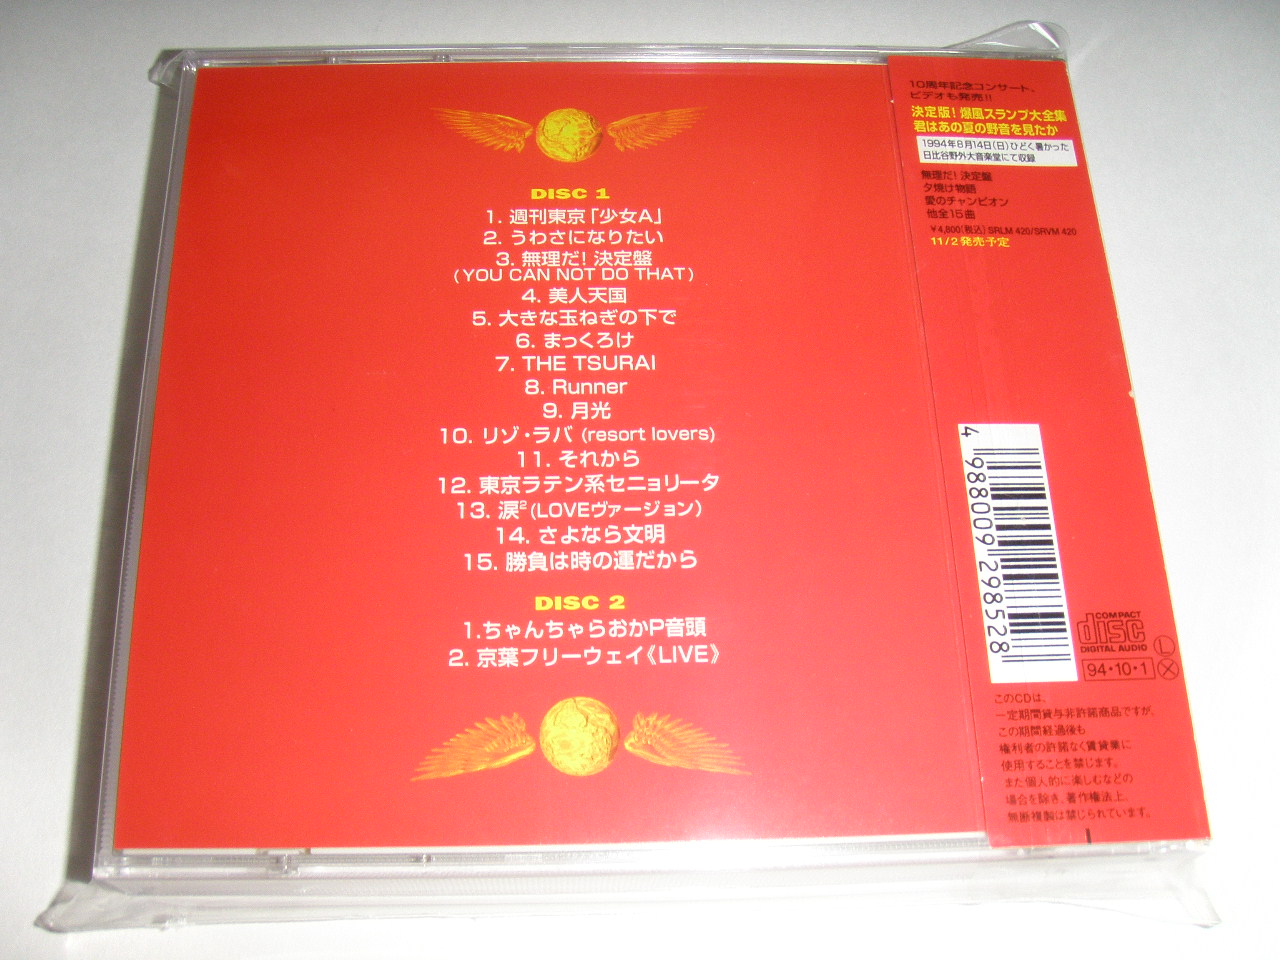 DISC 1
1. 週刊東京「少女A」
2. うわさになりたい
3. 無理だ! 決定盤
(YOU CAN NOT DO THAT)
4. 美人天国
5. 大きな玉ねぎの下で
6. まっくろけ
7. THE TSURAI
8. Runner
9. 月光
10. リゾ・ラバ (resort lovers)
11. それから
12. 東京ラテン系セニョリータ
13. 涙² (LOVEヴァージョン)
14. さよなら文明
15. 勝負は時の運だから
DISC 2
1.ちゃんちゃらおかP音頭
2. 京葉フリーウェイ《LIVE》
10周年記念コンサート、
ビデオも発売!!
決定版! 爆風スランプ大全集
君はあの夏の野音を見たか
1994年8月14日(日)ひどく暑かった
日比谷野外大音楽堂にて収録
無理だ! 決定盤
夕焼け物語
愛のチャンピオン
他全15曲
¥4,800(税込) SRLM 420/SRVM 420
11/2発売予定
4 988009 298528
COMPACT
disc
DIGITAL AUDIO
L
94・10・1
X
このCDは、
一定期間貸与非許諾商品ですが、
この期間経過後も
権利者の許諾なく賃貸業に
使用することを禁じます。
また個人的に楽しむなどの
場合を除き、著作権法上、
無断複製は禁じられています。